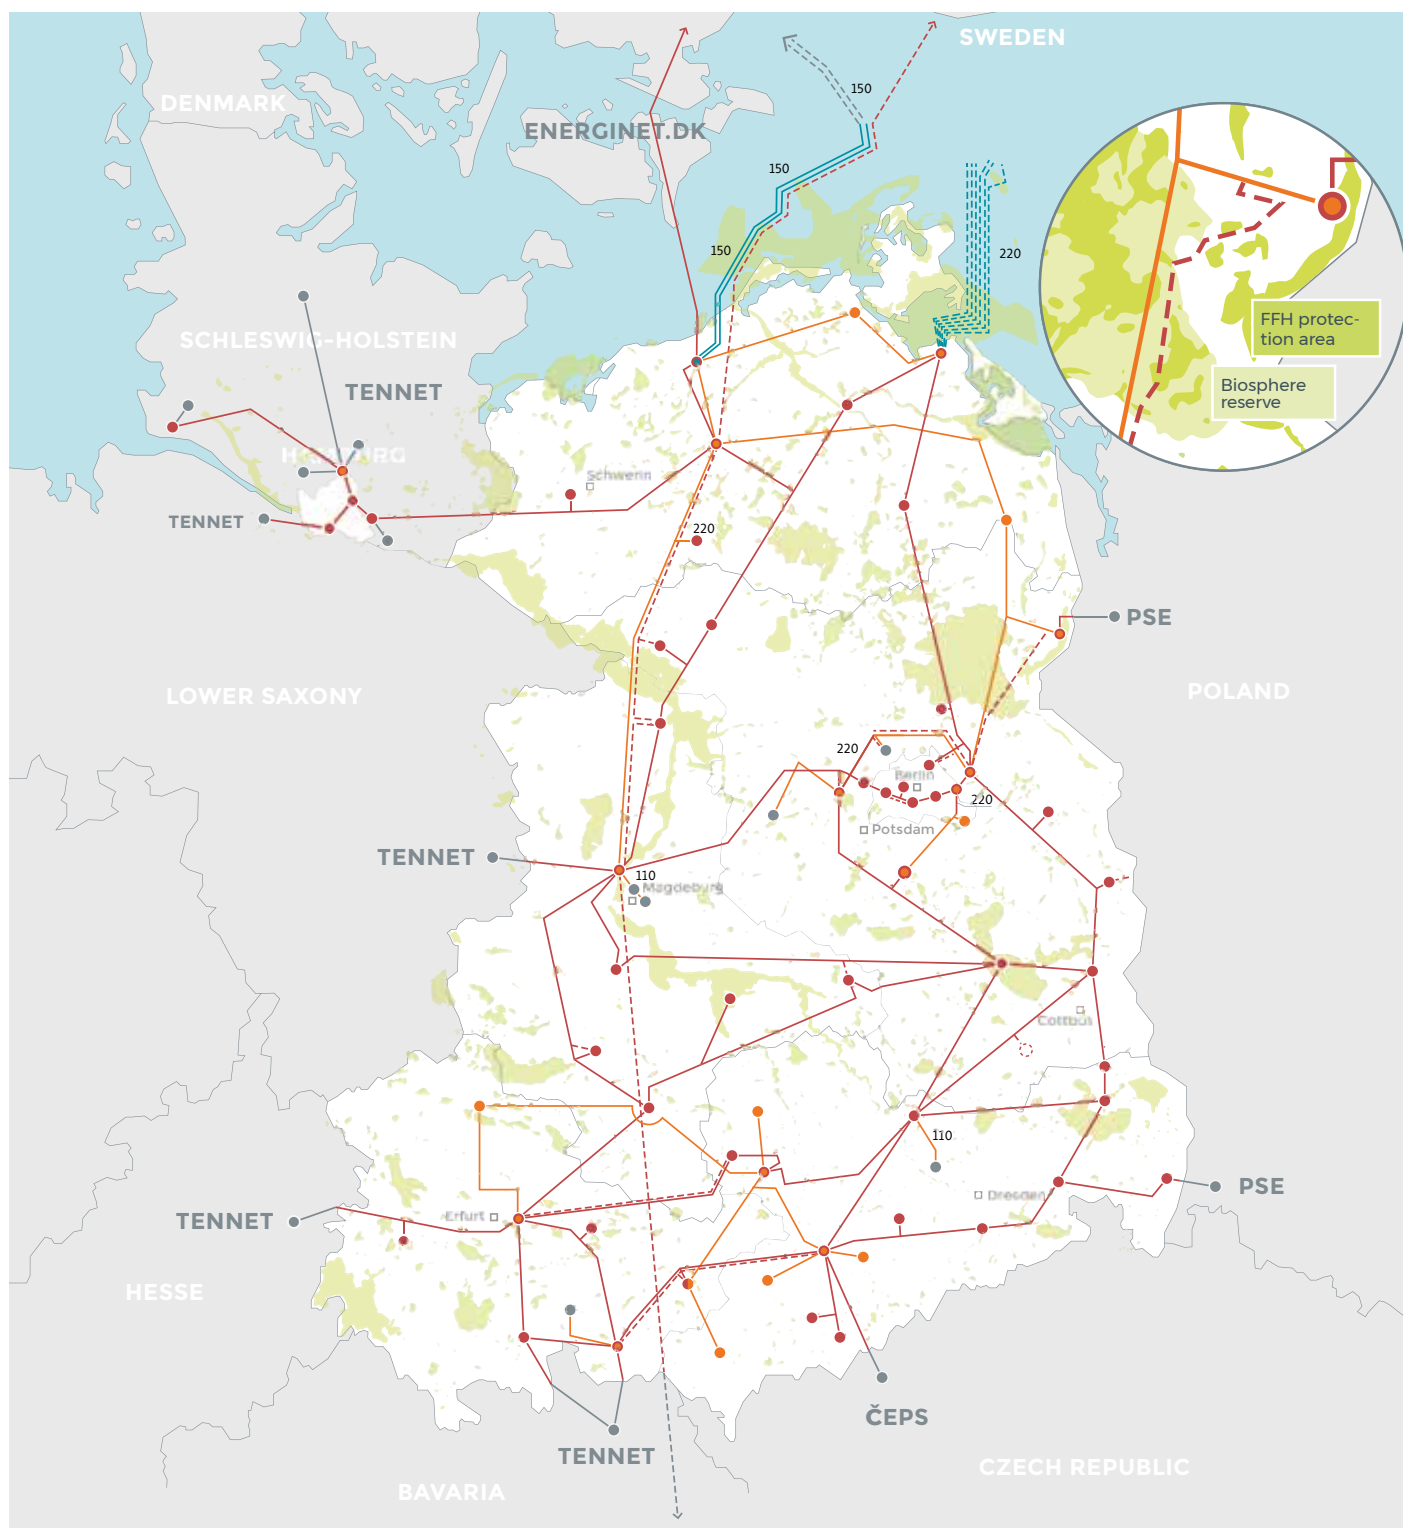 SWEDEN
150
DENMARK
ENERGINET.DK
150
150
220
FFH protec-
tion area
Biosphere
reserve
SCHLESWIG-HOLSTEIN
TENNET
HAMBURG
Schwerin
TENNET
220
PSE
LOWER SAXONY
POLAND
220
Berlin
220
Potsdam
TENNET
110
Magdeburg
Cottbus
110
Dresden
PSE
TENNET
Erfurt
HESSE
ČEPS
TENNET
CZECH REPUBLIC
BAVARIA